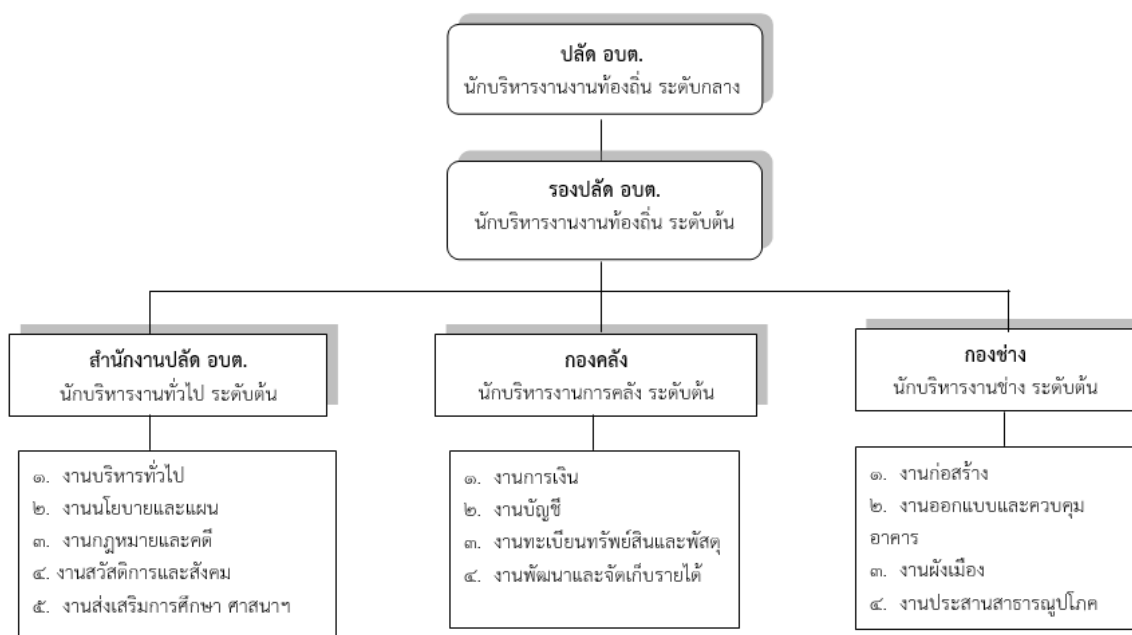 ปลัด อบต.
นักบริหารงานงานท้องถิ่น ระดับกลาง
รองปลัด อบต.
นักบริหารงานงานท้องถิ่น ระดับต้น
สำนักงานปลัด อบต.
นักบริหารงานทั่วไป ระดับต้น
๑. งานบริหารทั่วไป
๒. งานนโยบายและแผน
๓. งานกฎหมายและคดี
๔. งานสวัสดิการและสังคม
๕. งานส่งเสริมการศึกษา ศาสนาฯ
กองคลัง
นักบริหารงานการคลัง ระดับต้น
๑. งานการเงิน
๒. งานบัญชี
๓. งานทะเบียนทรัพย์สินและพัสดุ
๔. งานพัฒนาและจัดเก็บรายได้
กองช่าง
นักบริหารงานช่าง ระดับต้น
๑. งานก่อสร้าง
๒. งานออกแบบและควบคุม
อาคาร
๓. งานผังเมือง
๔. งานประสานสาธารณูปโภค